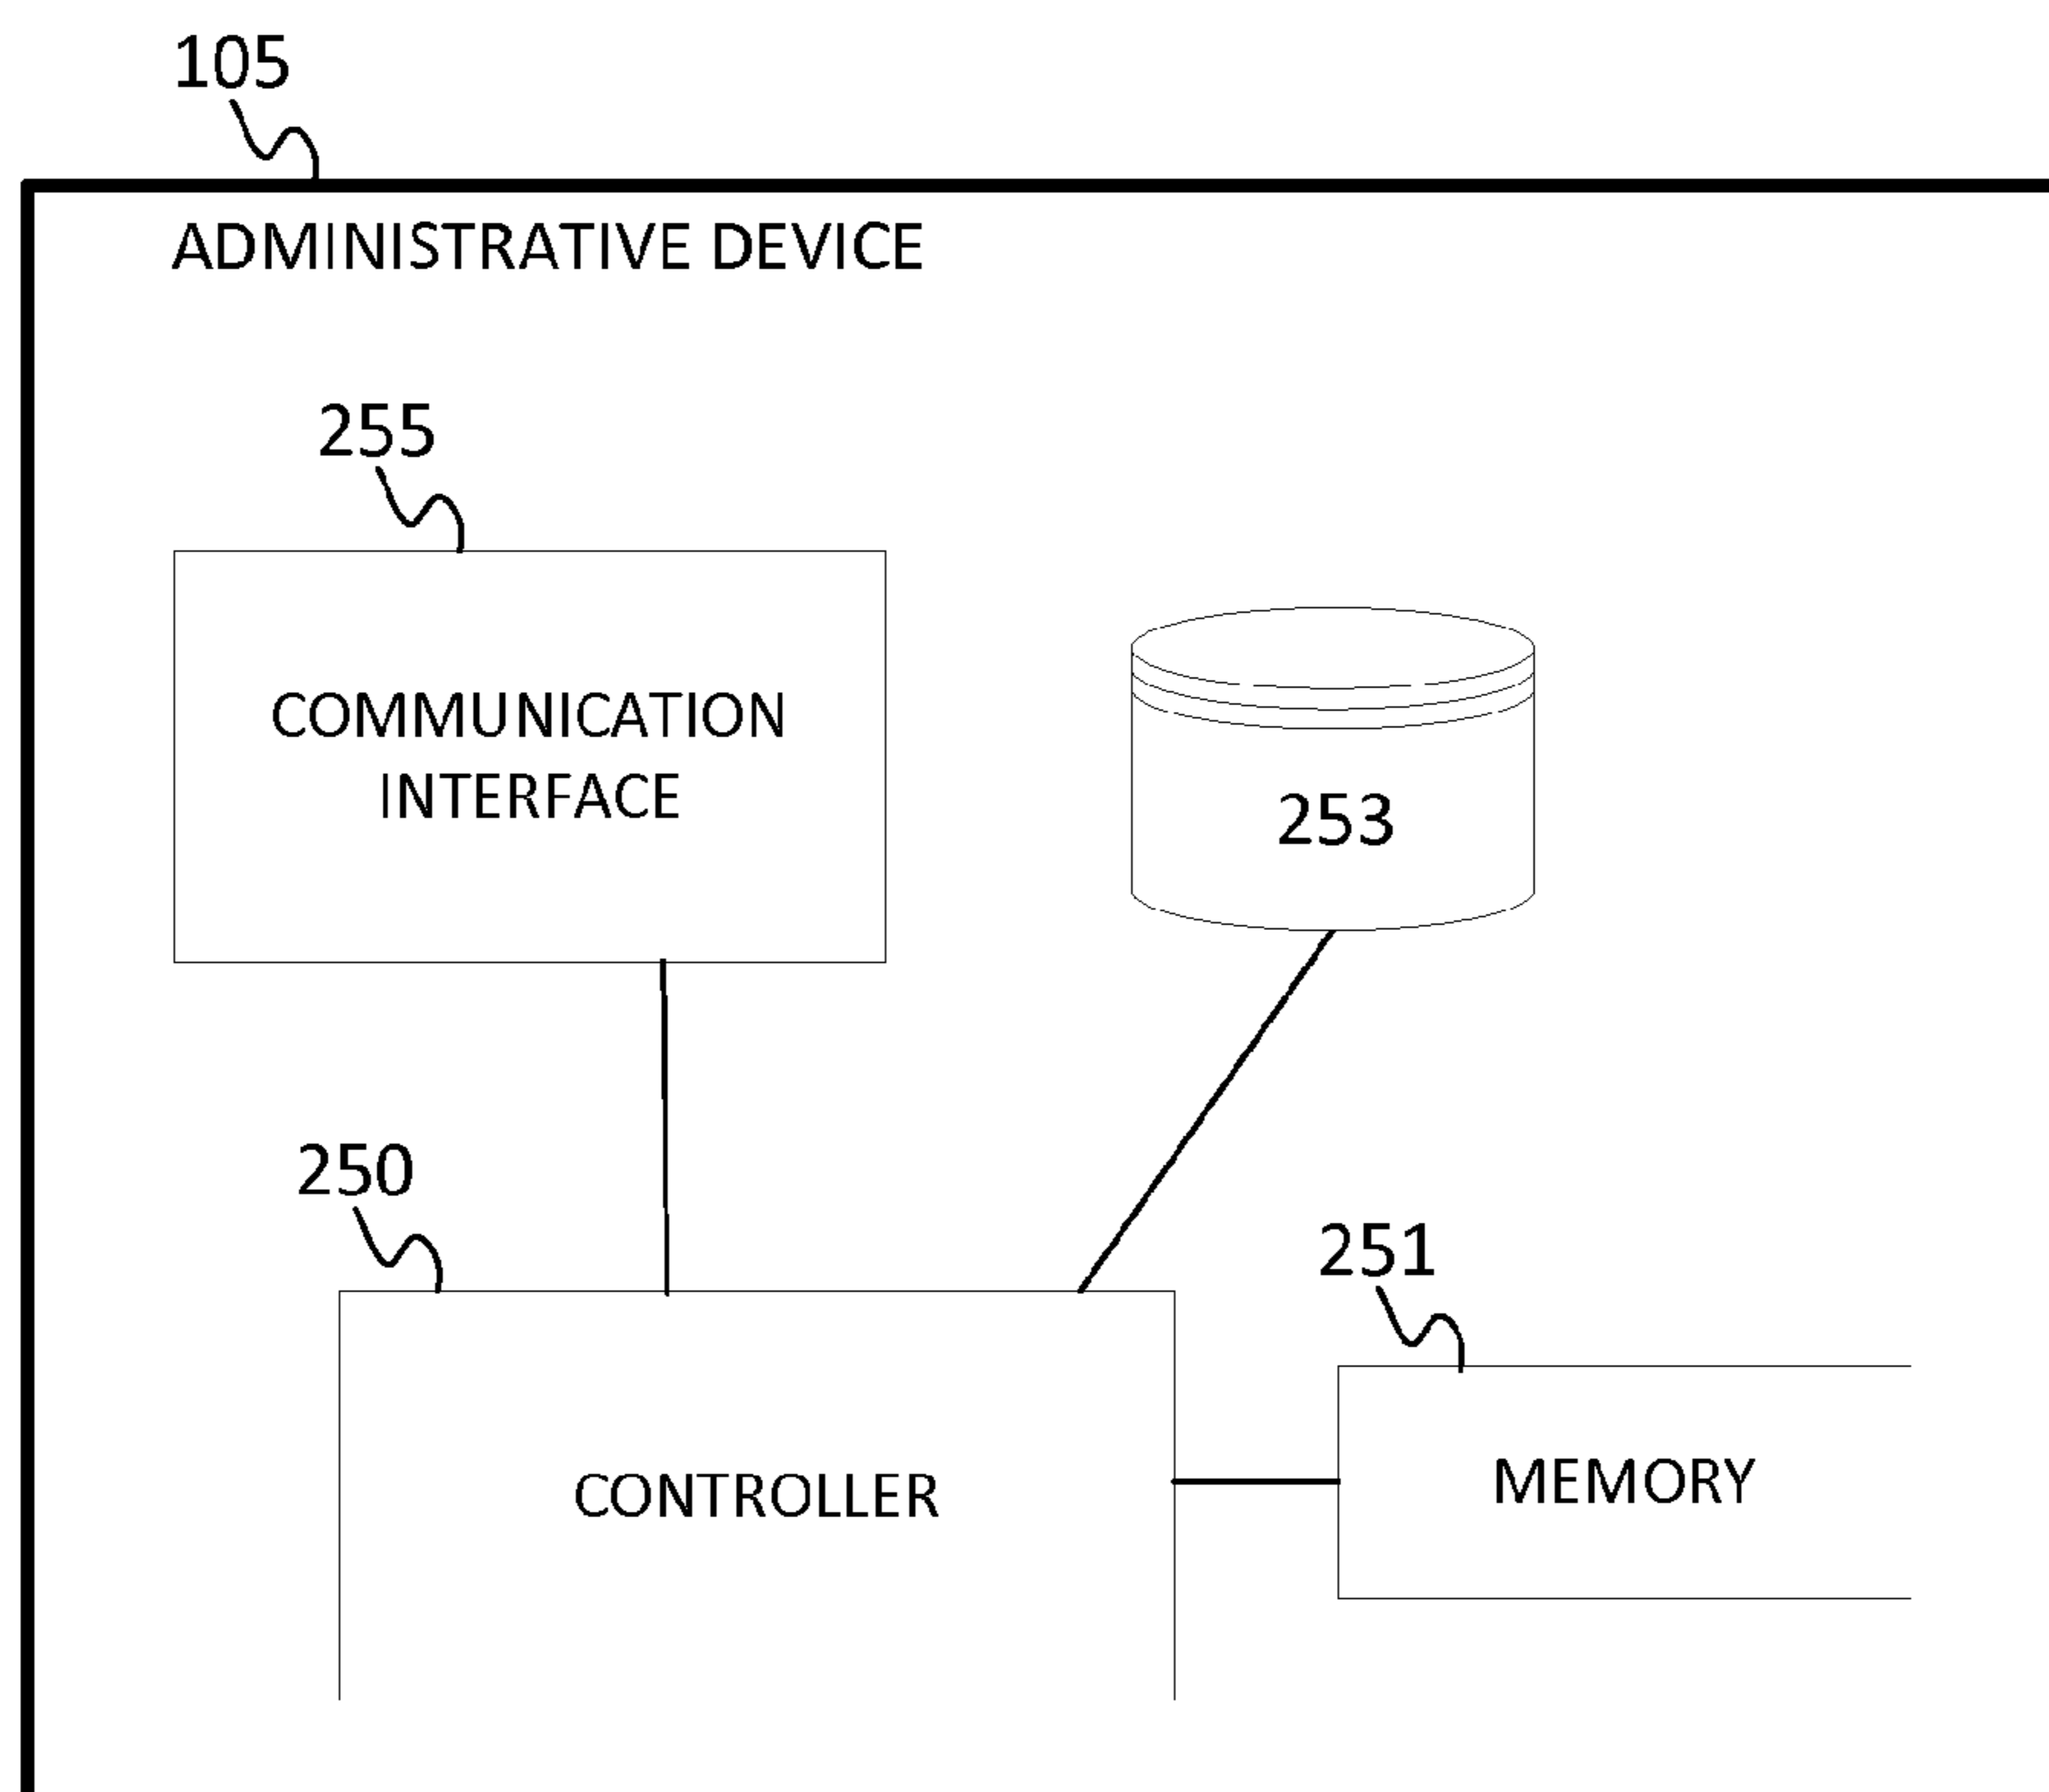 105
ADMINISTRATIVE DEVICE
255
COMMUNICATION
INTERFACE
253
250
251
CONTROLLER
MEMORY